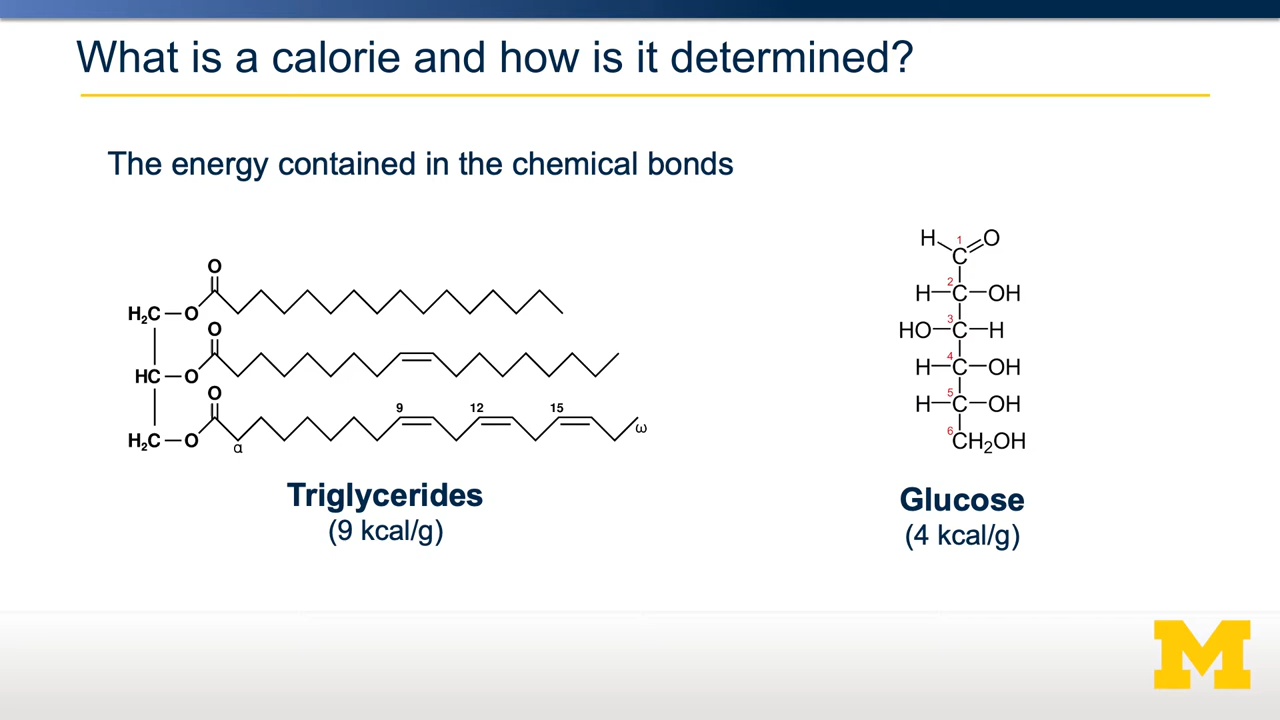 What is a calorie and how is it determined?
The energy contained in the chemical bonds
O
H₂C—O
O
HC—O
O
9 12 15
H₂C—O
α
ω
Triglycerides
(9 kcal/g)
H 1 O
C
2
H—C—OH
3
HO—C—H
4
H—C—OH
5
H—C—OH
6
CH₂OH
Glucose
(4 kcal/g)
M